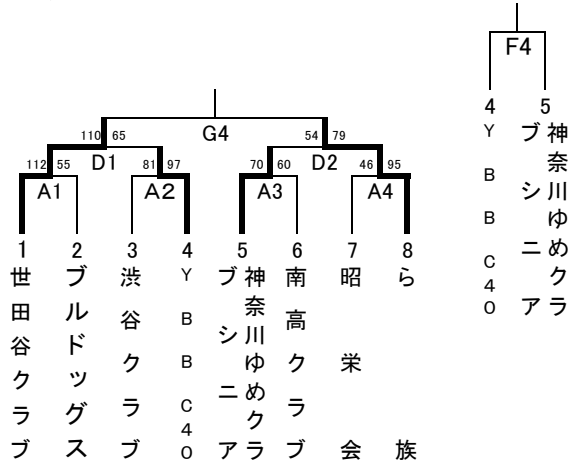 F4
4 5
YBBC40
神奈川ゆめクラブシニア
G4
110 65
54 79
D1
D2
112 55
81 97
70 60
46 95
A1
A2
A3
A4
1 2 3 4 5 6 7 8
世田谷クラブ
ブルドッグス
渋谷クラブ
YBBC40
神奈川ゆめクラブシニア
南高クラブ
昭栄会
ら族